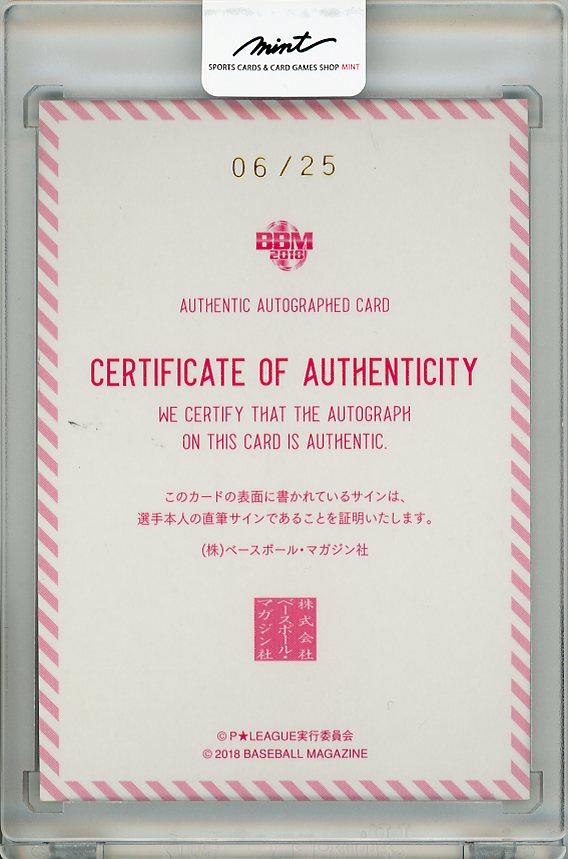 mint
SPORTS CARDS & CARD GAMES SHOP MINT
06/25
BBM
2018
AUTHENTIC AUTOGRAPHED CARD
CERTIFICATE OF AUTHENTICITY
WE CERTIFY THAT THE AUTOGRAPH
ON THIS CARD IS AUTHENTIC.
このカードの表面に書かれているサインは、
選手本人の直筆サインであることを証明いたします。
(株)ベースボール・マガジン社
株式会社
ベースボール・
マガジン社
© P★LEAGUE実行委員会
© 2018 BASEBALL MAGAZINE